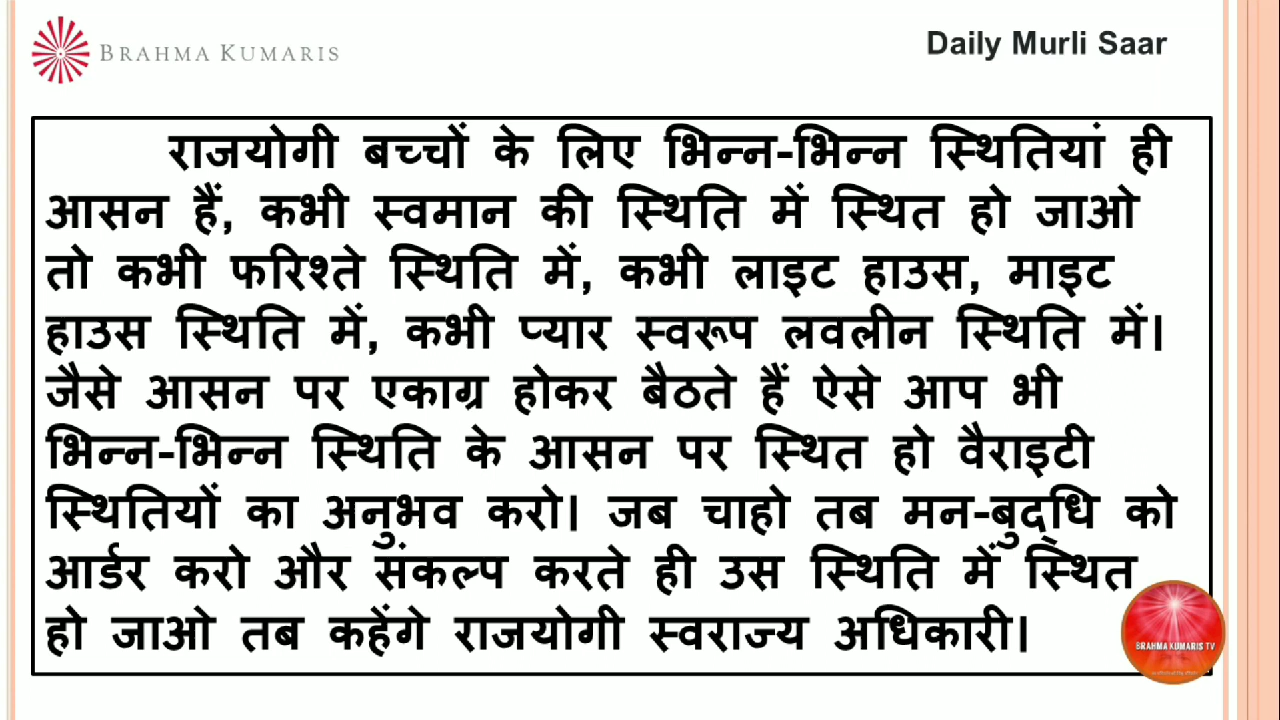 BRAHMA KUMARIS
Daily Murli Saar
राजयोगी बच्चों के लिए भिन्न-भिन्न स्थितियां ही
आसन हैं, कभी स्वमान की स्थिति में स्थित हो जाओ
तो कभी फरिश्ते स्थिति में, कभी लाइट हाउस, माइट
हाउस स्थिति में, कभी प्यार स्वरूप लवलीन स्थिति में।
जैसे आसन पर एकाग्र होकर बैठते हैं ऐसे आप भी
भिन्न-भिन्न स्थिति के आसन पर स्थित हो वैराइटी
स्थितियों का अनुभव करो। जब चाहो तब मन-बुद्धि को
आर्डर करो और संकल्प करते ही उस स्थिति में स्थित
हो जाओ तब कहेंगे राजयोगी स्वराज्य अधिकारी।
BRAHMA KUMARIS TV